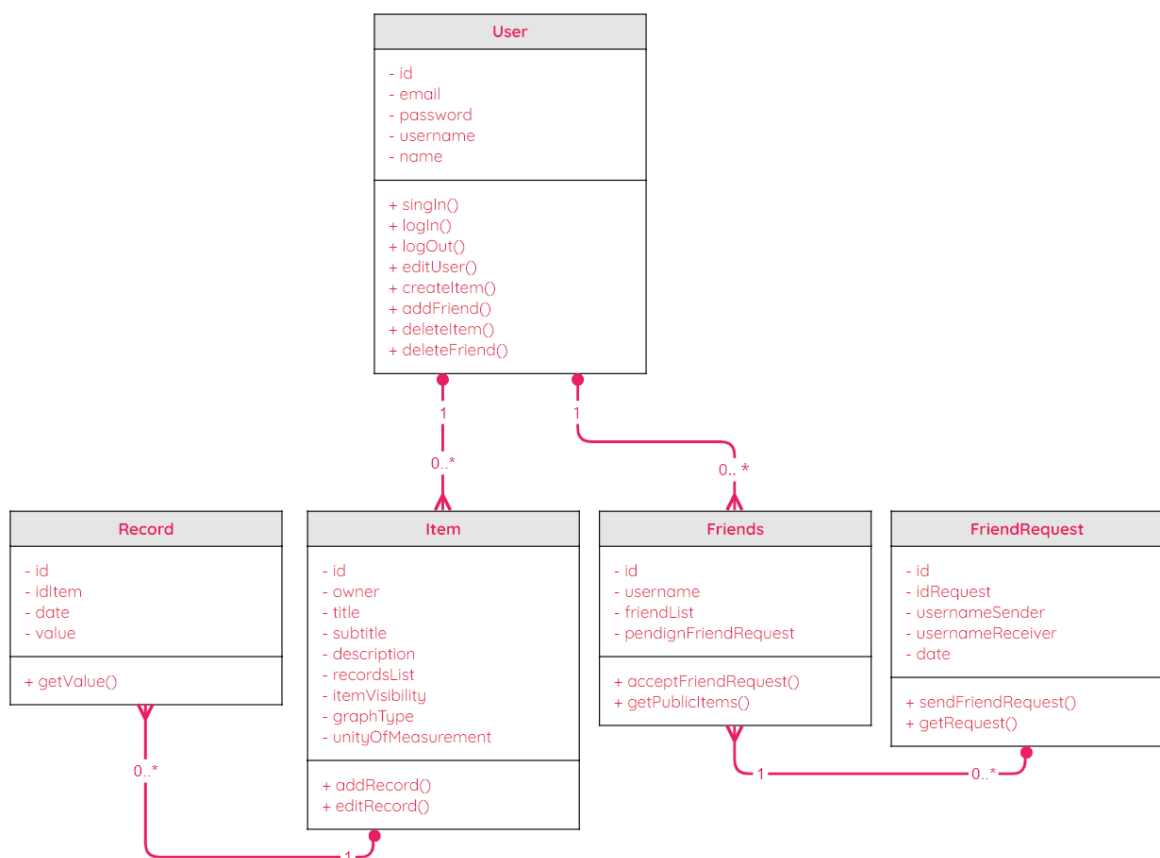 User
- id
- email
- password
- username
- name
+ singIn()
+ logIn()
+ logOut()
+ editUser()
+ createItem()
+ addFriend()
+ deleteItem()
+ deleteFriend()
1
1
0..*
0..*
Record
- id
- idItem
- date
- value
+ getValue()
Item
- id
- owner
- title
- subtitle
- description
- recordsList
- itemVisibility
- graphType
- unityOfMeasurement
+ addRecord()
+ editRecord()
Friends
- id
- username
- friendList
- pendignFriendRequest
+ acceptFriendRequest()
+ getPublicItems()
FriendRequest
- id
- idRequest
- usernameSender
- usernameReceiver
- date
+ sendFriendRequest()
+ getRequest()
0..*
1
1
0..*